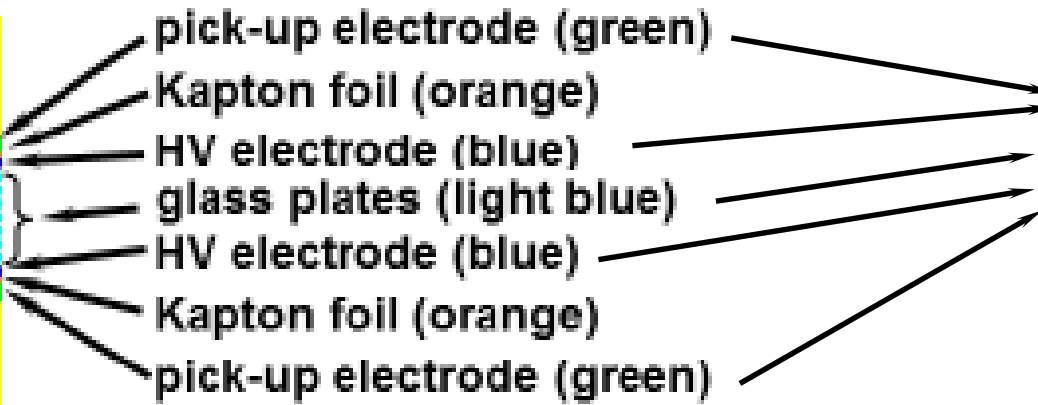 pick-up electrode (green)
Kapton foil (orange)
HV electrode (blue)
glass plates (light blue)
HV electrode (blue)
Kapton foil (orange)
pick-up electrode (green)